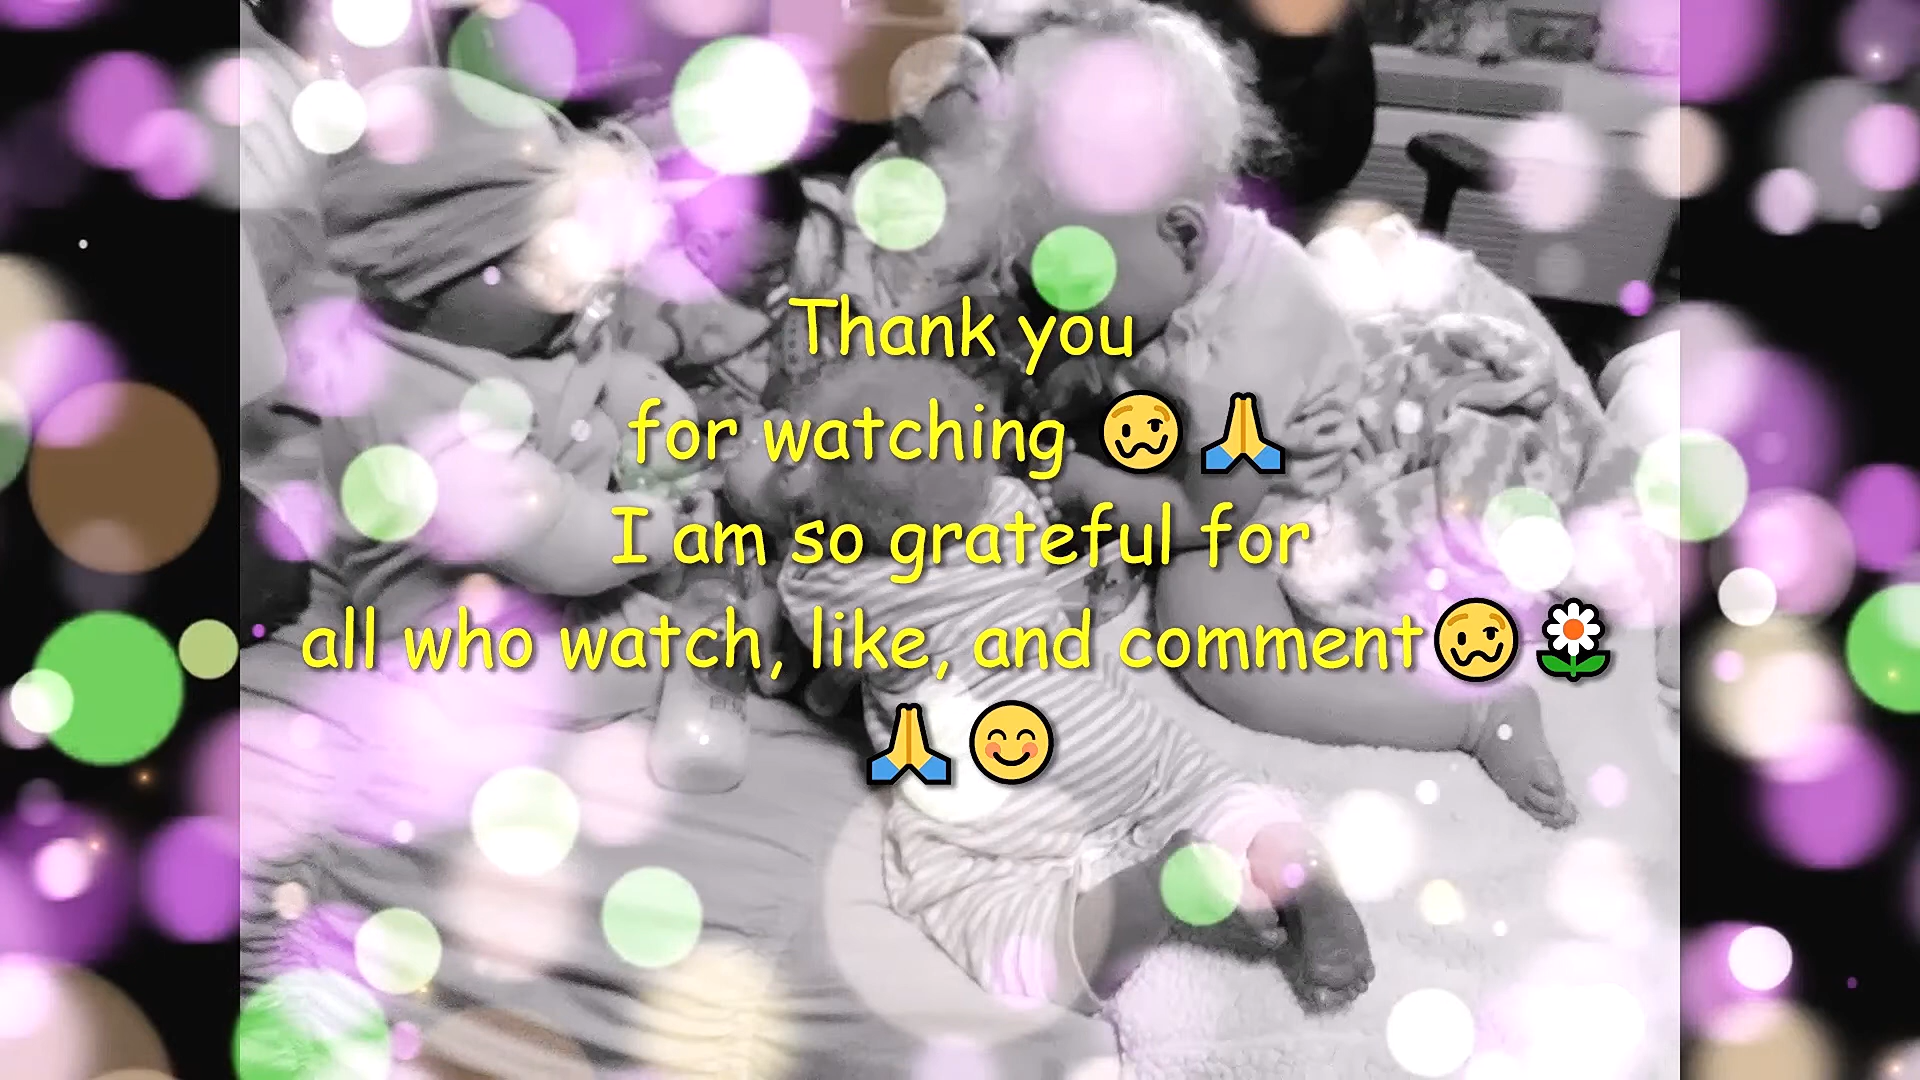 Thank you
for watching 🥴🙏
I am so grateful for
all who watch, like, and comment🥴🌼
🙏😊